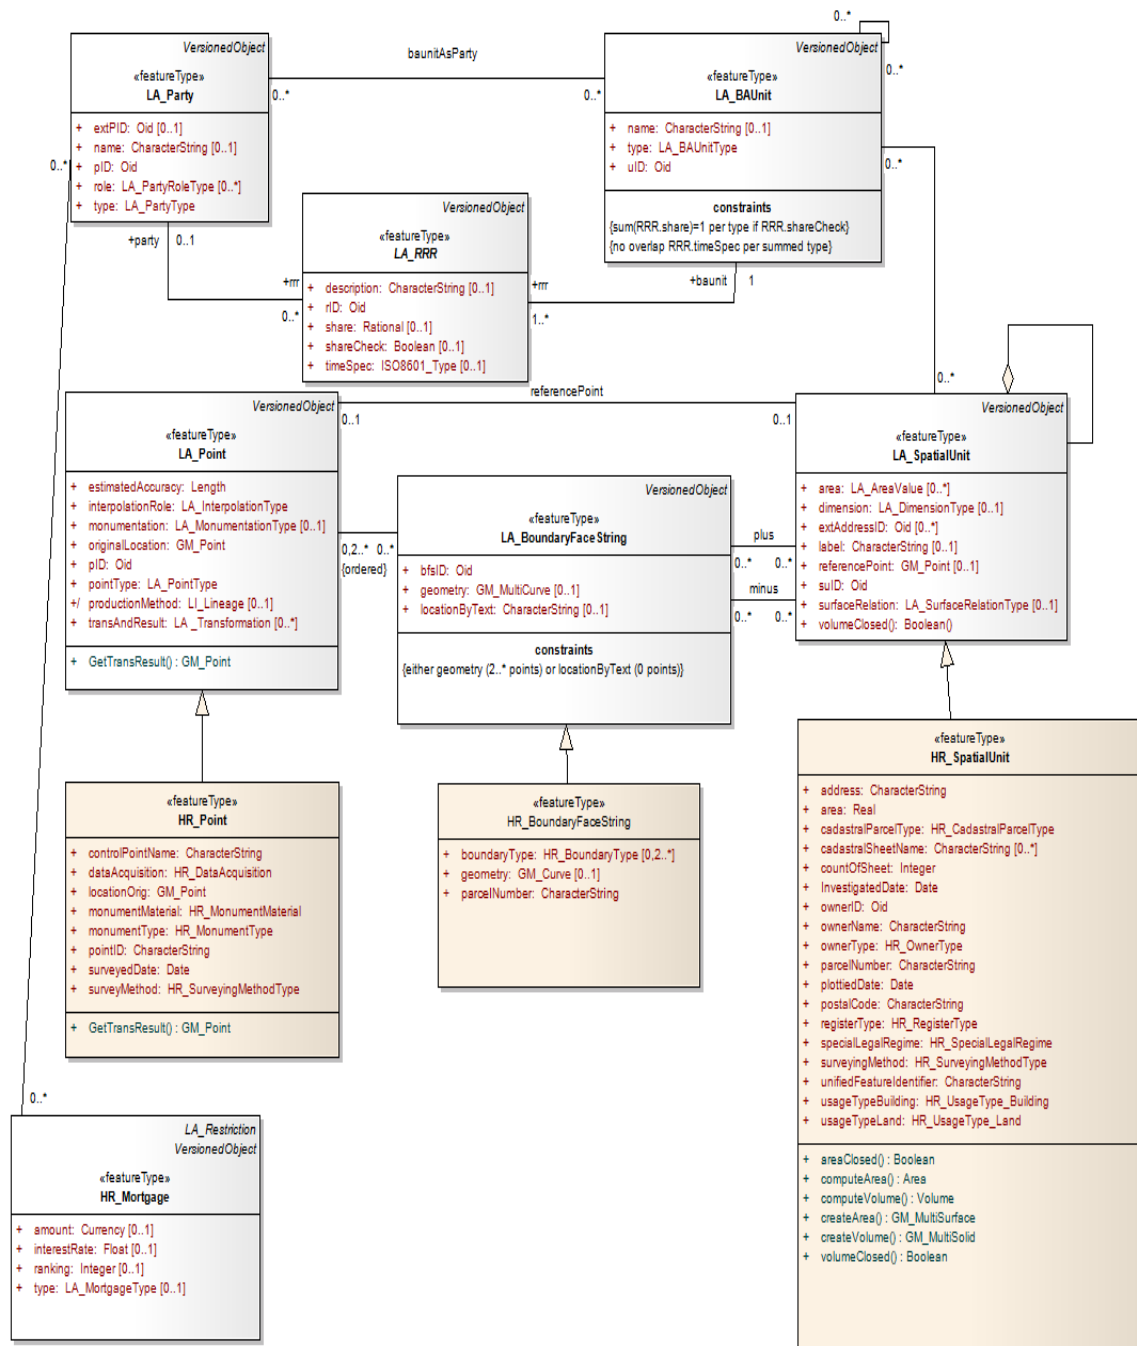 0..*
VersionedObject
«featureType»
LA_Party
+ extPID: Oid [0..1]
+ name: CharacterString [0..1]
+ pID: Oid
+ role: LA_PartyRoleType [0..*]
+ type: LA_PartyType
baunitAsParty
0..*
0..*
VersionedObject
«featureType»
LA_BAUnit
+ name: CharacterString [0..1]
+ type: LA_BAUnitType
+ uID: Oid
constraints
{sum(RRR.share)=1 per type if RRR.shareCheck}
{no overlap RRR.timeSpec per summed type}
0..*
0..*
0..*
+party 0..1
VersionedObject
«featureType»
LA_RRR
+ description: CharacterString [0..1]
+ rID: Oid
+ share: Rational [0..1]
+ shareCheck: Boolean [0..1]
+ timeSpec: ISO8601_Type [0..1]
+rrr
0..*
+rrr
1..*
+baunit 1
0..*
referencePoint
0..1
0..1
VersionedObject
«featureType»
LA_Point
+ estimatedAccuracy: Length
+ interpolationRole: LA_InterpolationType
+ monumentation: LA_MonumentationType [0..1]
+ originalLocation: GM_Point
+ pID: Oid
+ pointType: LA_PointType
+/ productionMethod: LI_Lineage [0..1]
+ transAndResult: LA _Transformation [0..*]
+ GetTransResult() : GM_Point
0,2..* 0..*
{ordered}
VersionedObject
«featureType»
LA_BoundaryFaceString
+ bfsID: Oid
+ geometry: GM_MultiCurve [0..1]
+ locationByText: CharacterString [0..1]
constraints
{either geometry (2..* points) or locationByText (0 points)}
plus
0..* 0..*
minus
0..* 0..*
VersionedObject
«featureType»
LA_SpatialUnit
+ area: LA_AreaValue [0..*]
+ dimension: LA_DimensionType [0..1]
+ extAddressID: Oid [0..*]
+ label: CharacterString [0..1]
+ referencePoint: GM_Point [0..1]
+ suID: Oid
+ surfaceRelation: LA_SurfaceRelationType [0..1]
+ volumeClosed(): Boolean()
«featureType»
HR_Point
+ controlPointName: CharacterString
+ dataAcquisition: HR_DataAcquisition
+ locationOrig: GM_Point
+ monumentMaterial: HR_MonumentMaterial
+ monumentType: HR_MonumentType
+ pointID: CharacterString
+ surveyedDate: Date
+ surveyMethod: HR_SurveyingMethodType
+ GetTransResult() : GM_Point
«featureType»
HR_BoundaryFaceString
+ boundaryType: HR_BoundaryType [0,2..*]
+ geometry: GM_Curve [0..1]
+ parcelNumber: CharacterString
«featureType»
HR_SpatialUnit
+ address: CharacterString
+ area: Real
+ cadastralParcelType: HR_CadastralParcelType
+ cadastralSheetName: CharacterString [0..*]
+ countOfSheet: Integer
+ InvestigatedDate: Date
+ ownerID: Oid
+ ownerName: CharacterString
+ ownerType: HR_OwnerType
+ parcelNumber: CharacterString
+ plottiedDate: Date
+ postalCode: CharacterString
+ registerType: HR_RegisterType
+ specialLegalRegime: HR_SpecialLegalRegime
+ surveyingMethod: HR_SurveyingMethodType
+ unifiedFeatureIdentifier: CharacterString
+ usageTypeBuilding: HR_UsageType_Building
+ usageTypeLand: HR_UsageType_Land
+ areaClosed() : Boolean
+ computeArea() : Area
+ computeVolume() : Volume
+ createArea() : GM_MultiSurface
+ createVolume() : GM_MultiSolid
+ volumeClosed() : Boolean
0..*
LA_Restriction
VersionedObject
«featureType»
HR_Mortgage
+ amount: Currency [0..1]
+ interestRate: Float [0..1]
+ ranking: Integer [0..1]
+ type: LA_MortgageType [0..1]